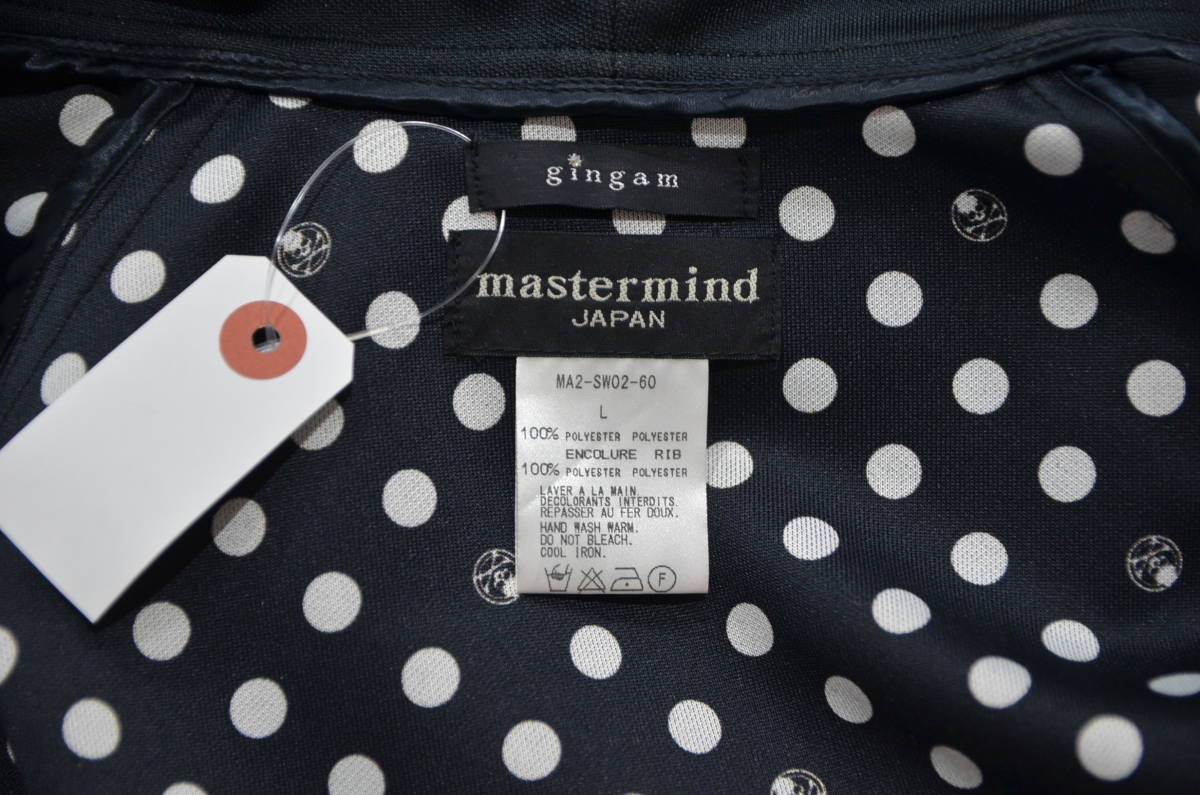 gingam
mastermind
JAPAN
MA2-SW02-60
L
100% POLYESTER POLYESTER
ENCOLURE RIB
100% POLYESTER POLYESTER
LAVER A LA MAIN.
DECOLORANTS INTERDITS.
REPASSER AU FER DOUX.
HAND WASH WARM.
DO NOT BLEACH.
COOL IRON.
F